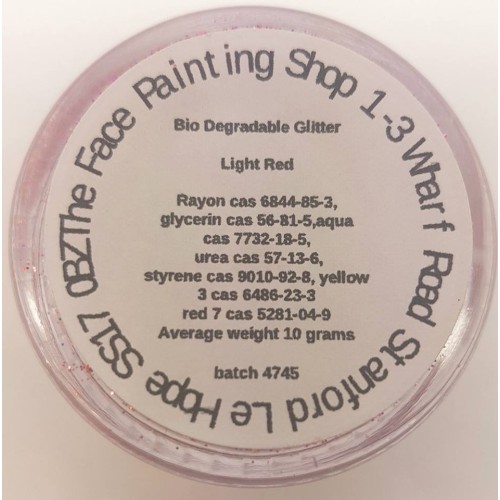 The Face Painting Shop 1-3 Wharf Road Stanford Le Hope SS17 0BZ
Bio Degradable Glitter
Light Red
Rayon cas 6844-85-3,
glycerin cas 56-81-5,aqua
cas 7732-18-5,
urea cas 57-13-6,
styrene cas 9010-92-8, yellow
3 cas 6486-23-3
red 7 cas 5281-04-9
Average weight 10 grams
batch 4745